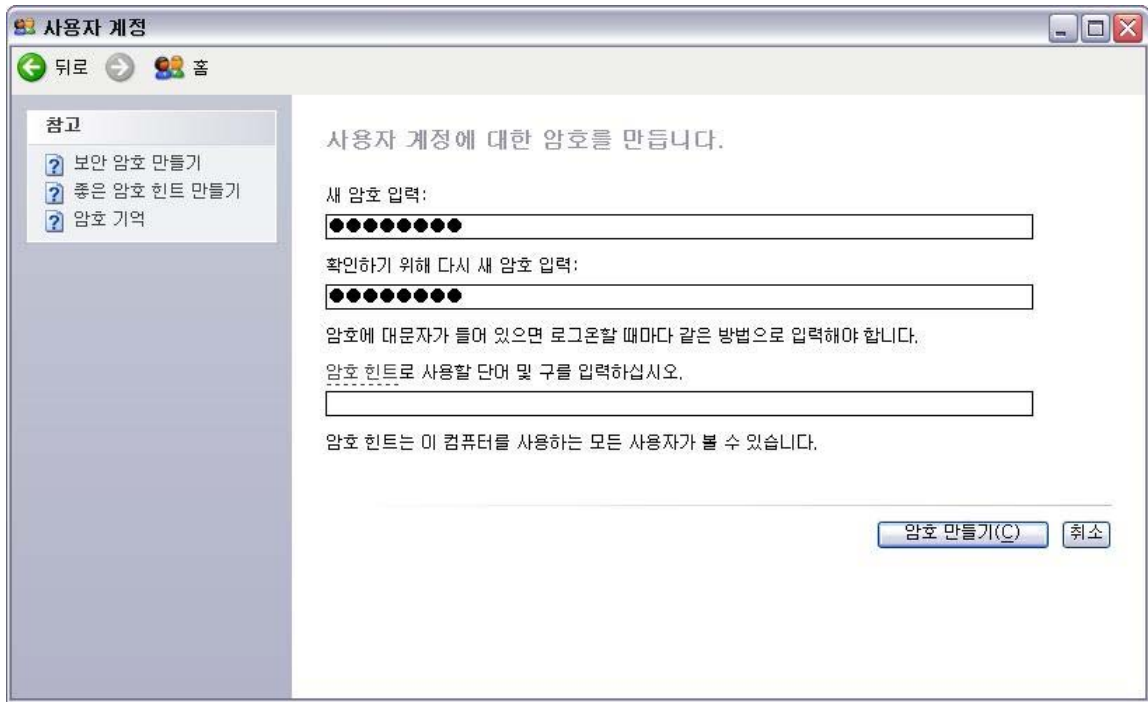 사용자 계정
뒤로 홈
참고
보안 암호 만들기
좋은 암호 힌트 만들기
암호 기억
사용자 계정에 대한 암호를 만듭니다.
새 암호 입력:
●●●●●●●●
확인하기 위해 다시 새 암호 입력:
●●●●●●●●
암호에 대문자가 들어 있으면 로그온할 때마다 같은 방법으로 입력해야 합니다.
암호 힌트로 사용할 단어 및 구를 입력하십시오.
암호 힌트는 이 컴퓨터를 사용하는 모든 사용자가 볼 수 있습니다.
암호 만들기(C) 취소